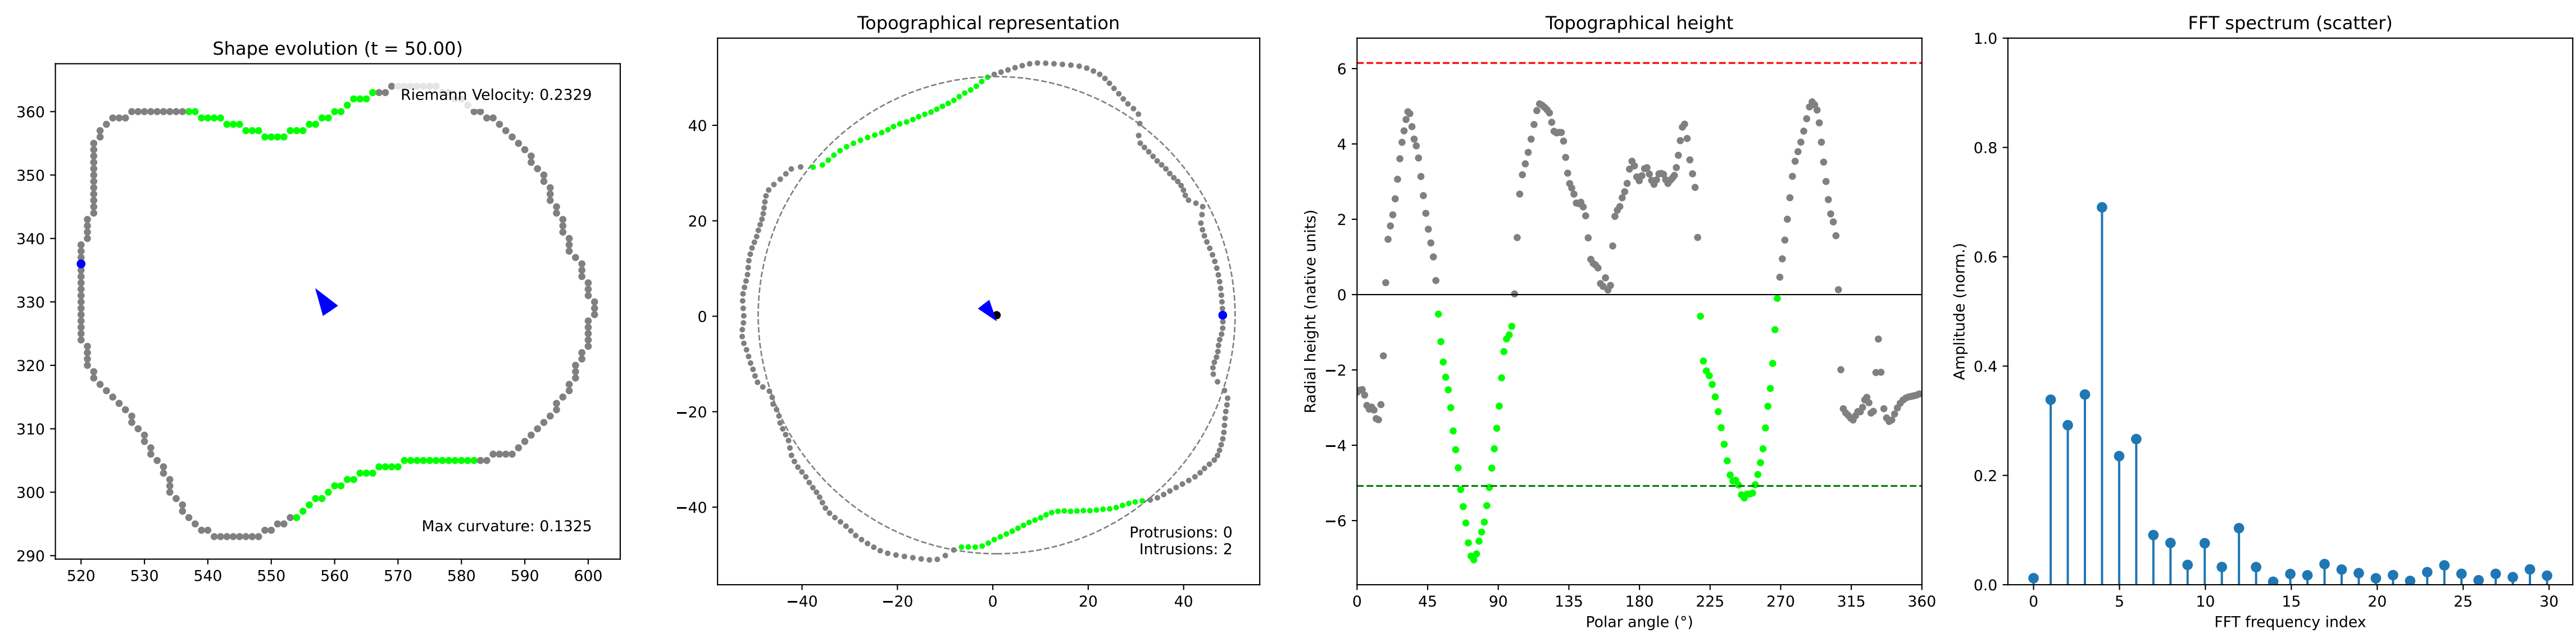 Shape evolution (t = 50.00)
Riemann Velocity: 0.2329
Max curvature: 0.1325
360
350
340
330
320
310
300
290
520 530 540 550 560 570 580 590 600
Topographical representation
40
20
0
−20
−40
−40 −20 0 20 40
Protrusions: 0
Intrusions: 2
Topographical height
Radial height (native units)
6
4
2
0
−2
−4
−6
0 45 90 135 180 225 270 315 360
Polar angle (°)
FFT spectrum (scatter)
Amplitude (norm.)
1.0
0.8
0.6
0.4
0.2
0.0
0 5 10 15 20 25 30
FFT frequency index